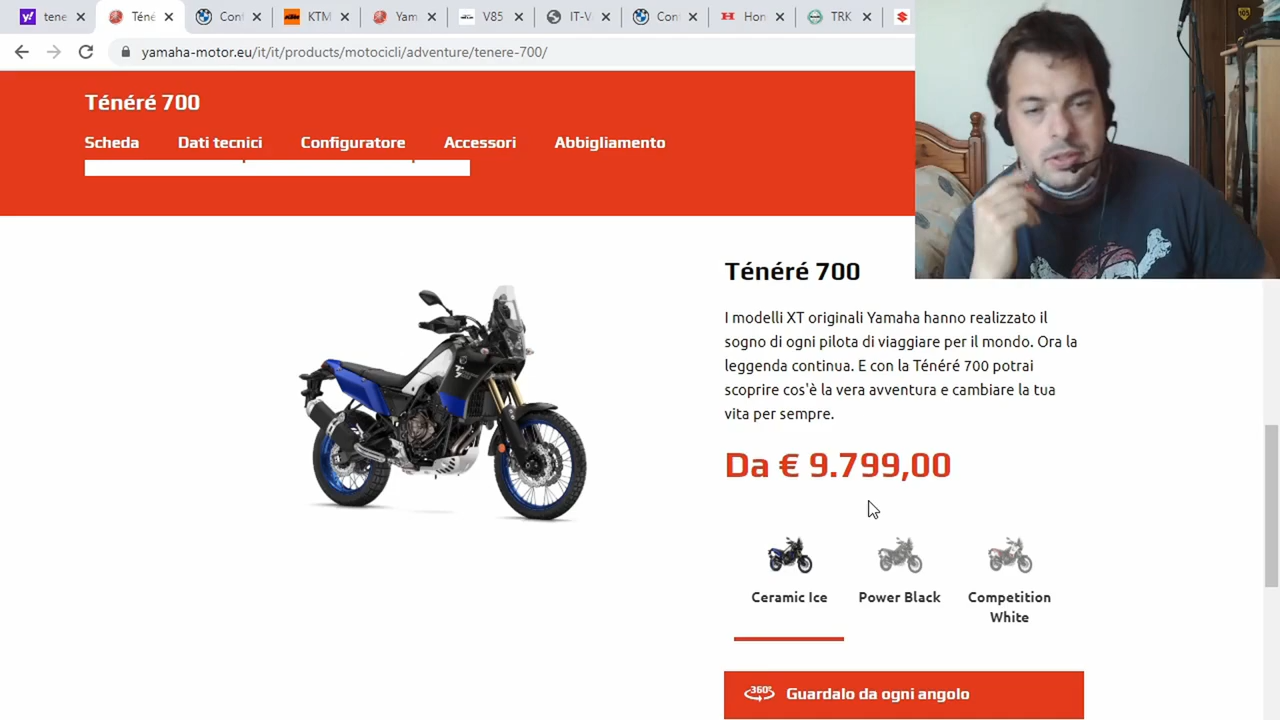 tene
Téné
Con
KTM
Yam
V85
IT-V
Con
Hon
TRK
yamaha-motor.eu/it/it/products/motocicli/adventure/tenere-700/
Ténéré 700
Scheda Dati tecnici Configuratore Accessori Abbigliamento
Ténéré 700
I modelli XT originali Yamaha hanno realizzato il
sogno di ogni pilota di viaggiare per il mondo. Ora la
leggenda continua. E con la Ténéré 700 potrai
scoprire cos'è la vera avventura e cambiare la tua
vita per sempre.
Da € 9.799,00
Ceramic Ice
Power Black
Competition
White
360°
Guardalo da ogni angolo